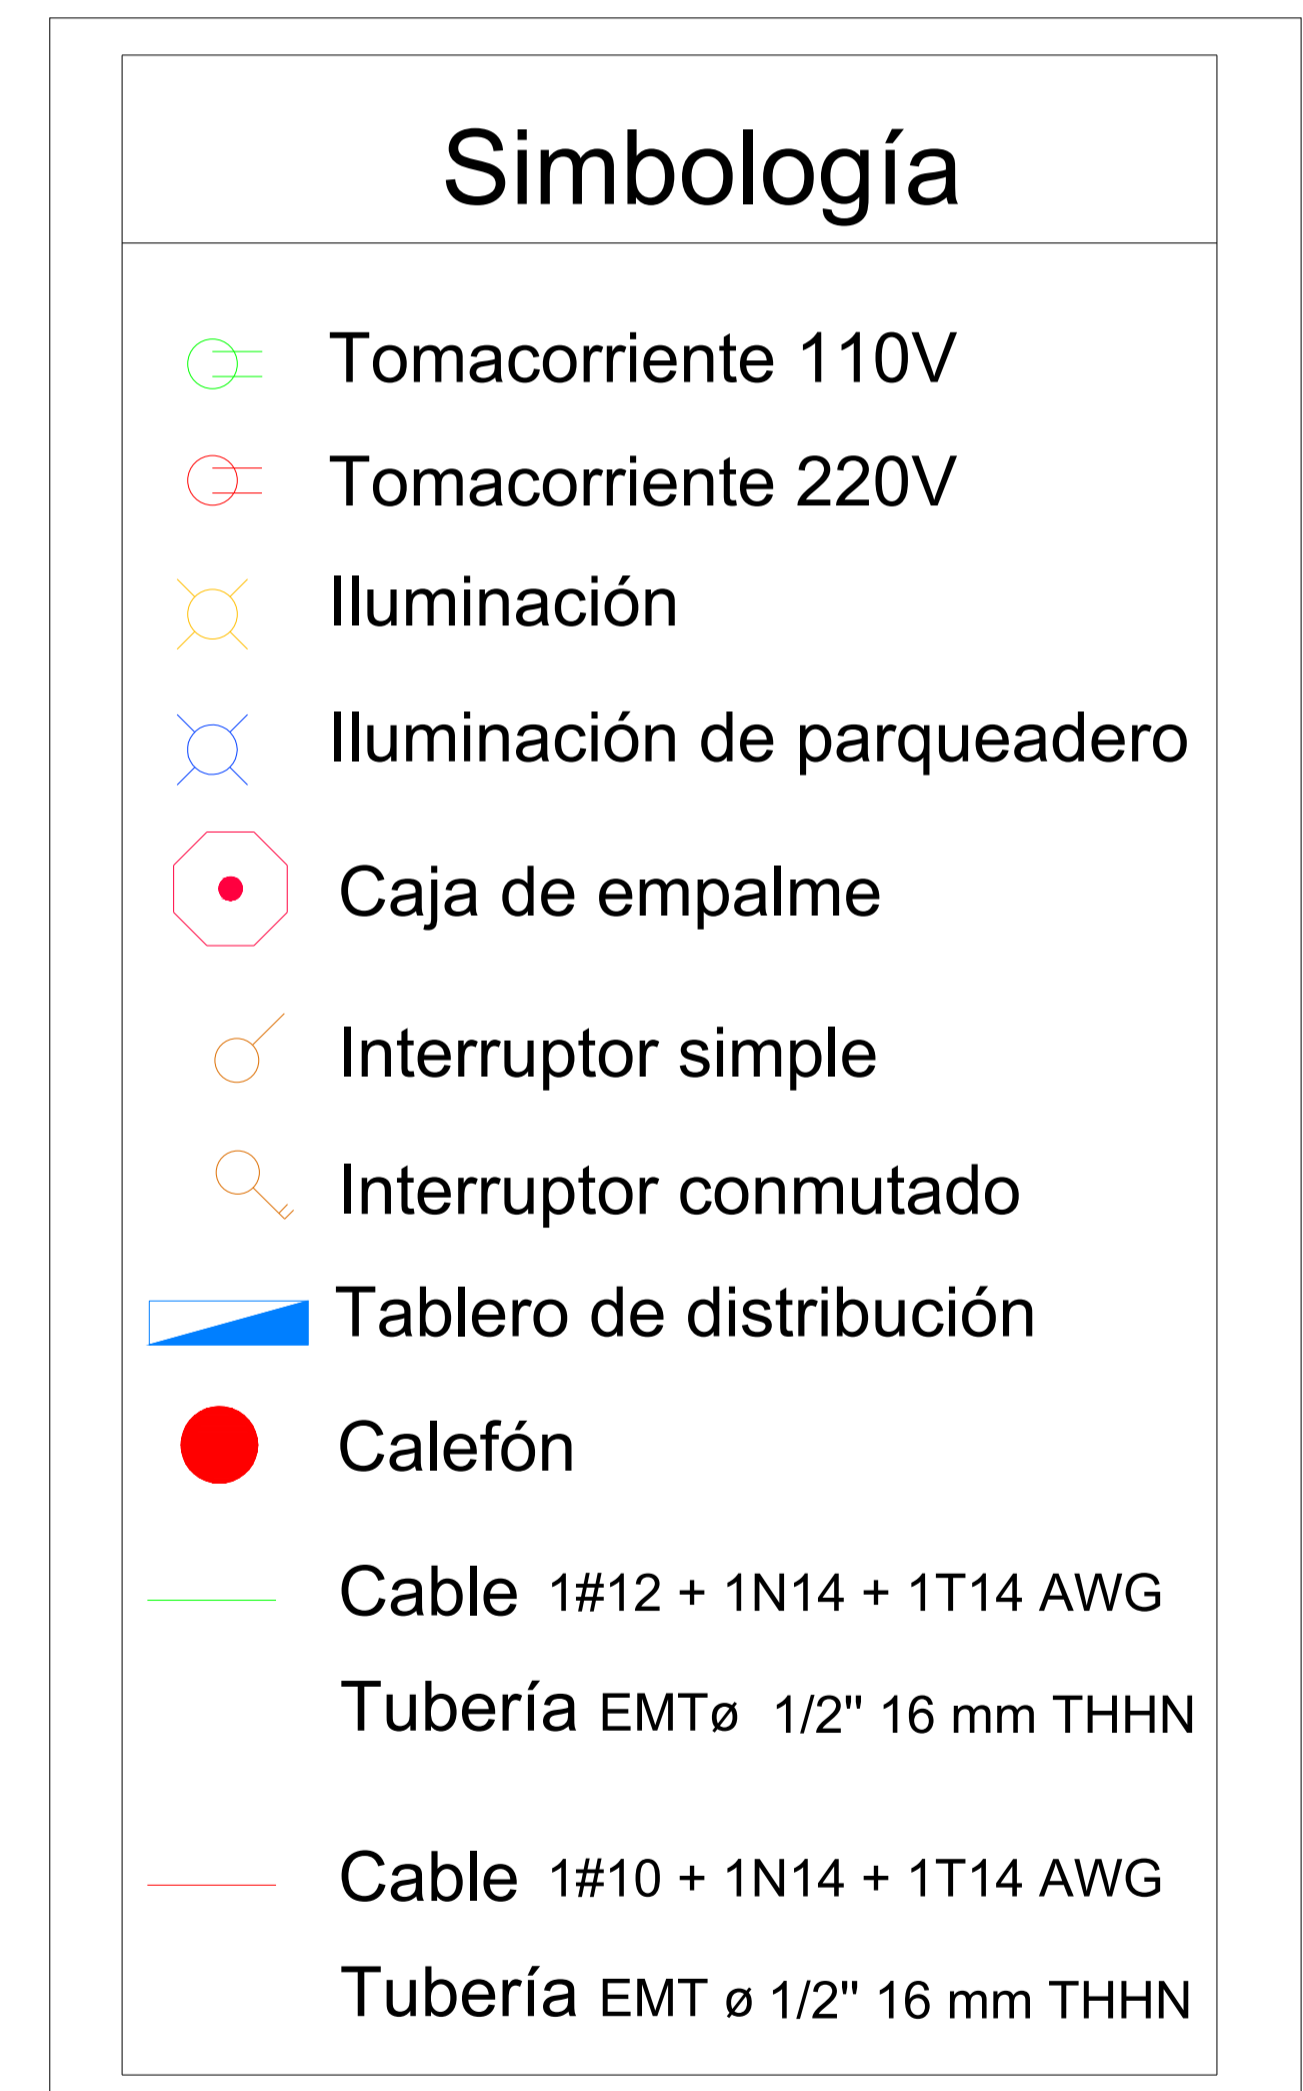 Simbología
Tomacorriente 110V
Tomacorriente 220V
Iluminación
Iluminación de parqueadero
Caja de empalme
Interruptor simple
Interruptor conmutado
Tablero de distribución
Calefón
Cable 1#12 + 1N14 + 1T14 AWG
Tubería EMTø 1/2" 16 mm THHN
Cable 1#10 + 1N14 + 1T14 AWG
Tubería EMT ø 1/2" 16 mm THHN